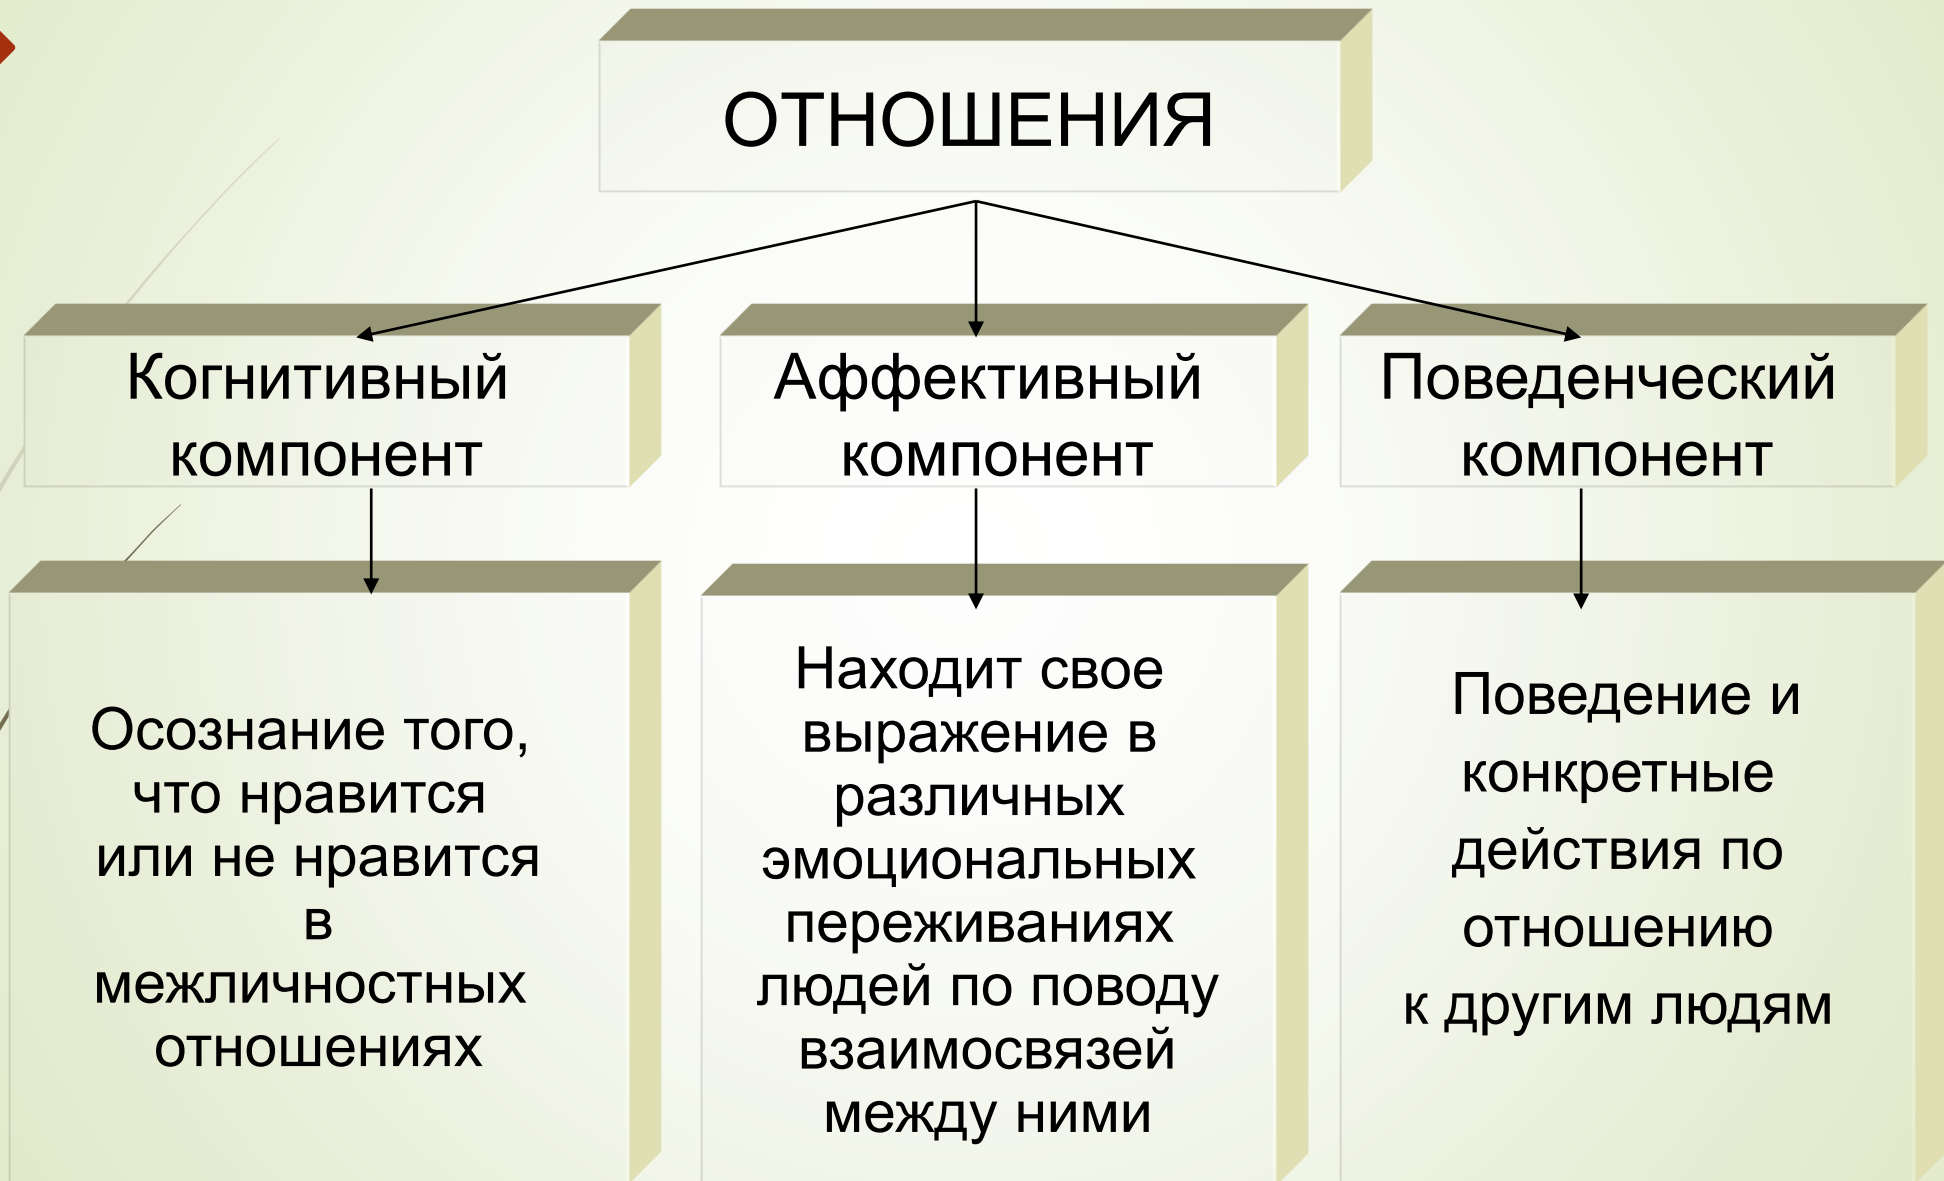 ОТНОШЕНИЯ
Когнитивный
компонент
Аффективный
компонент
Поведенческий
компонент
Осознание того,
что нравится
или не нравится
в
межличностных
отношениях
Находит свое
выражение в
различных
эмоциональных
переживаниях
людей по поводу
взаимосвязей
между ними
Поведение и
конкретные
действия по
отношению
к другим людям